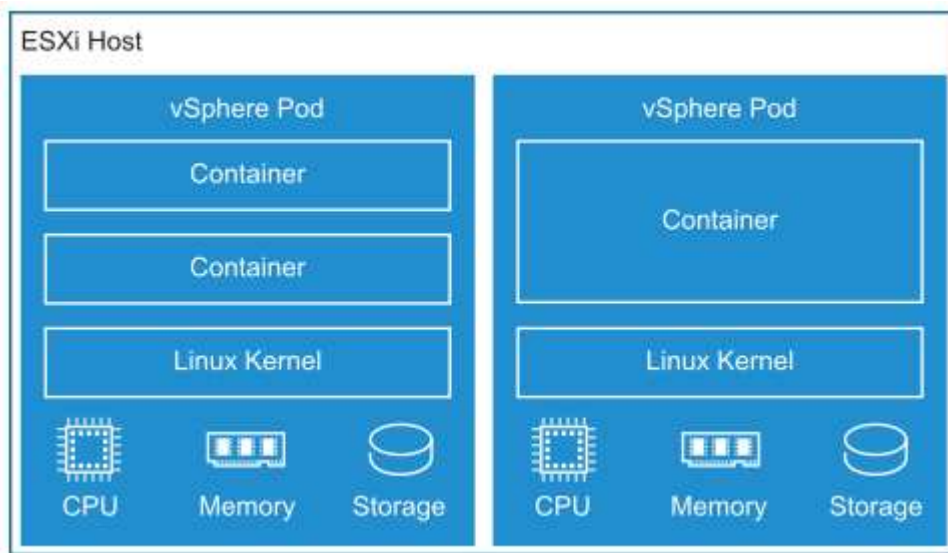 ESXi Host
vSphere Pod
Container
Container
Linux Kernel
CPU Memory Storage
vSphere Pod
Container
Linux Kernel
CPU Memory Storage